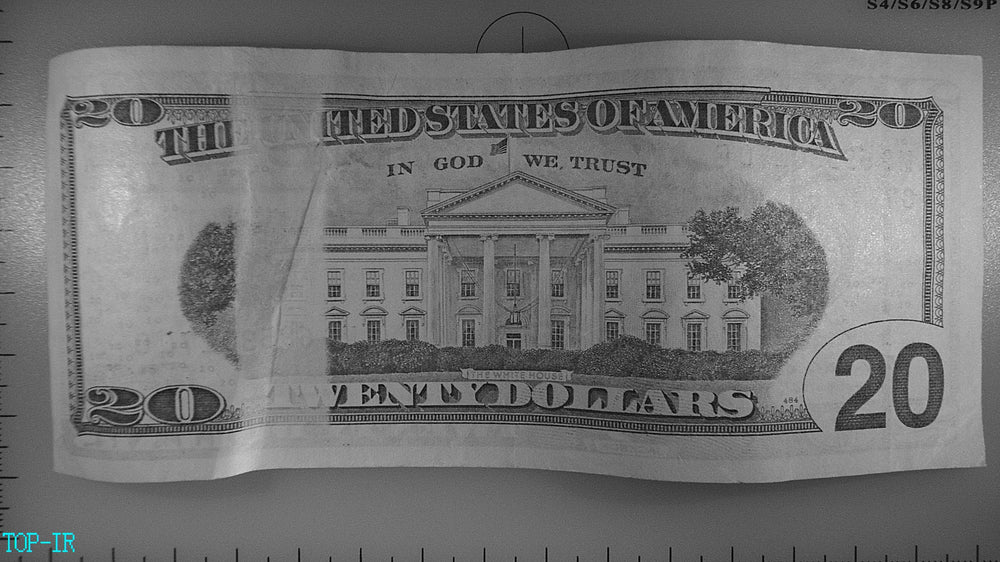 S4/S6/S8/S9P
20 20
THE UNITED STATES OF AMERICA
IN GOD WE TRUST
THE WHITE HOUSE
484
20 TWENTY DOLLARS 20
TOP-IR